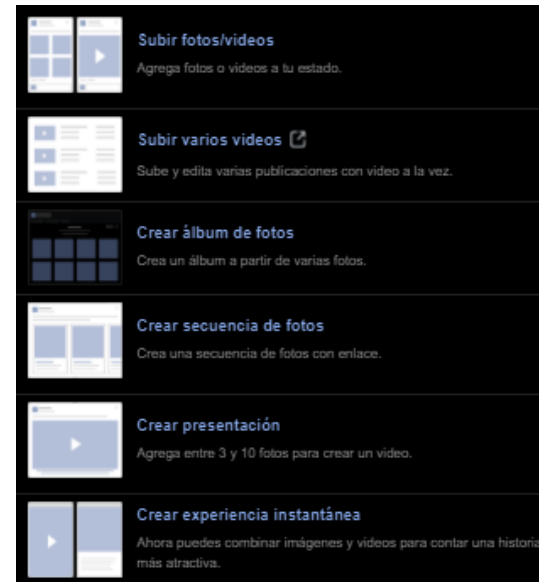 Subir fotos/videos
Agrega fotos o videos a tu estado.
Subir varios videos
Sube y edita varias publicaciones con video a la vez.
Crear álbum de fotos
Crea un álbum a partir de varias fotos.
Crear secuencia de fotos
Crea una secuencia de fotos con enlace.
Crear presentación
Agrega entre 3 y 10 fotos para crear un video.
Crear experiencia instantánea
Ahora puedes combinar imágenes y videos para contar una historia
más atractiva.